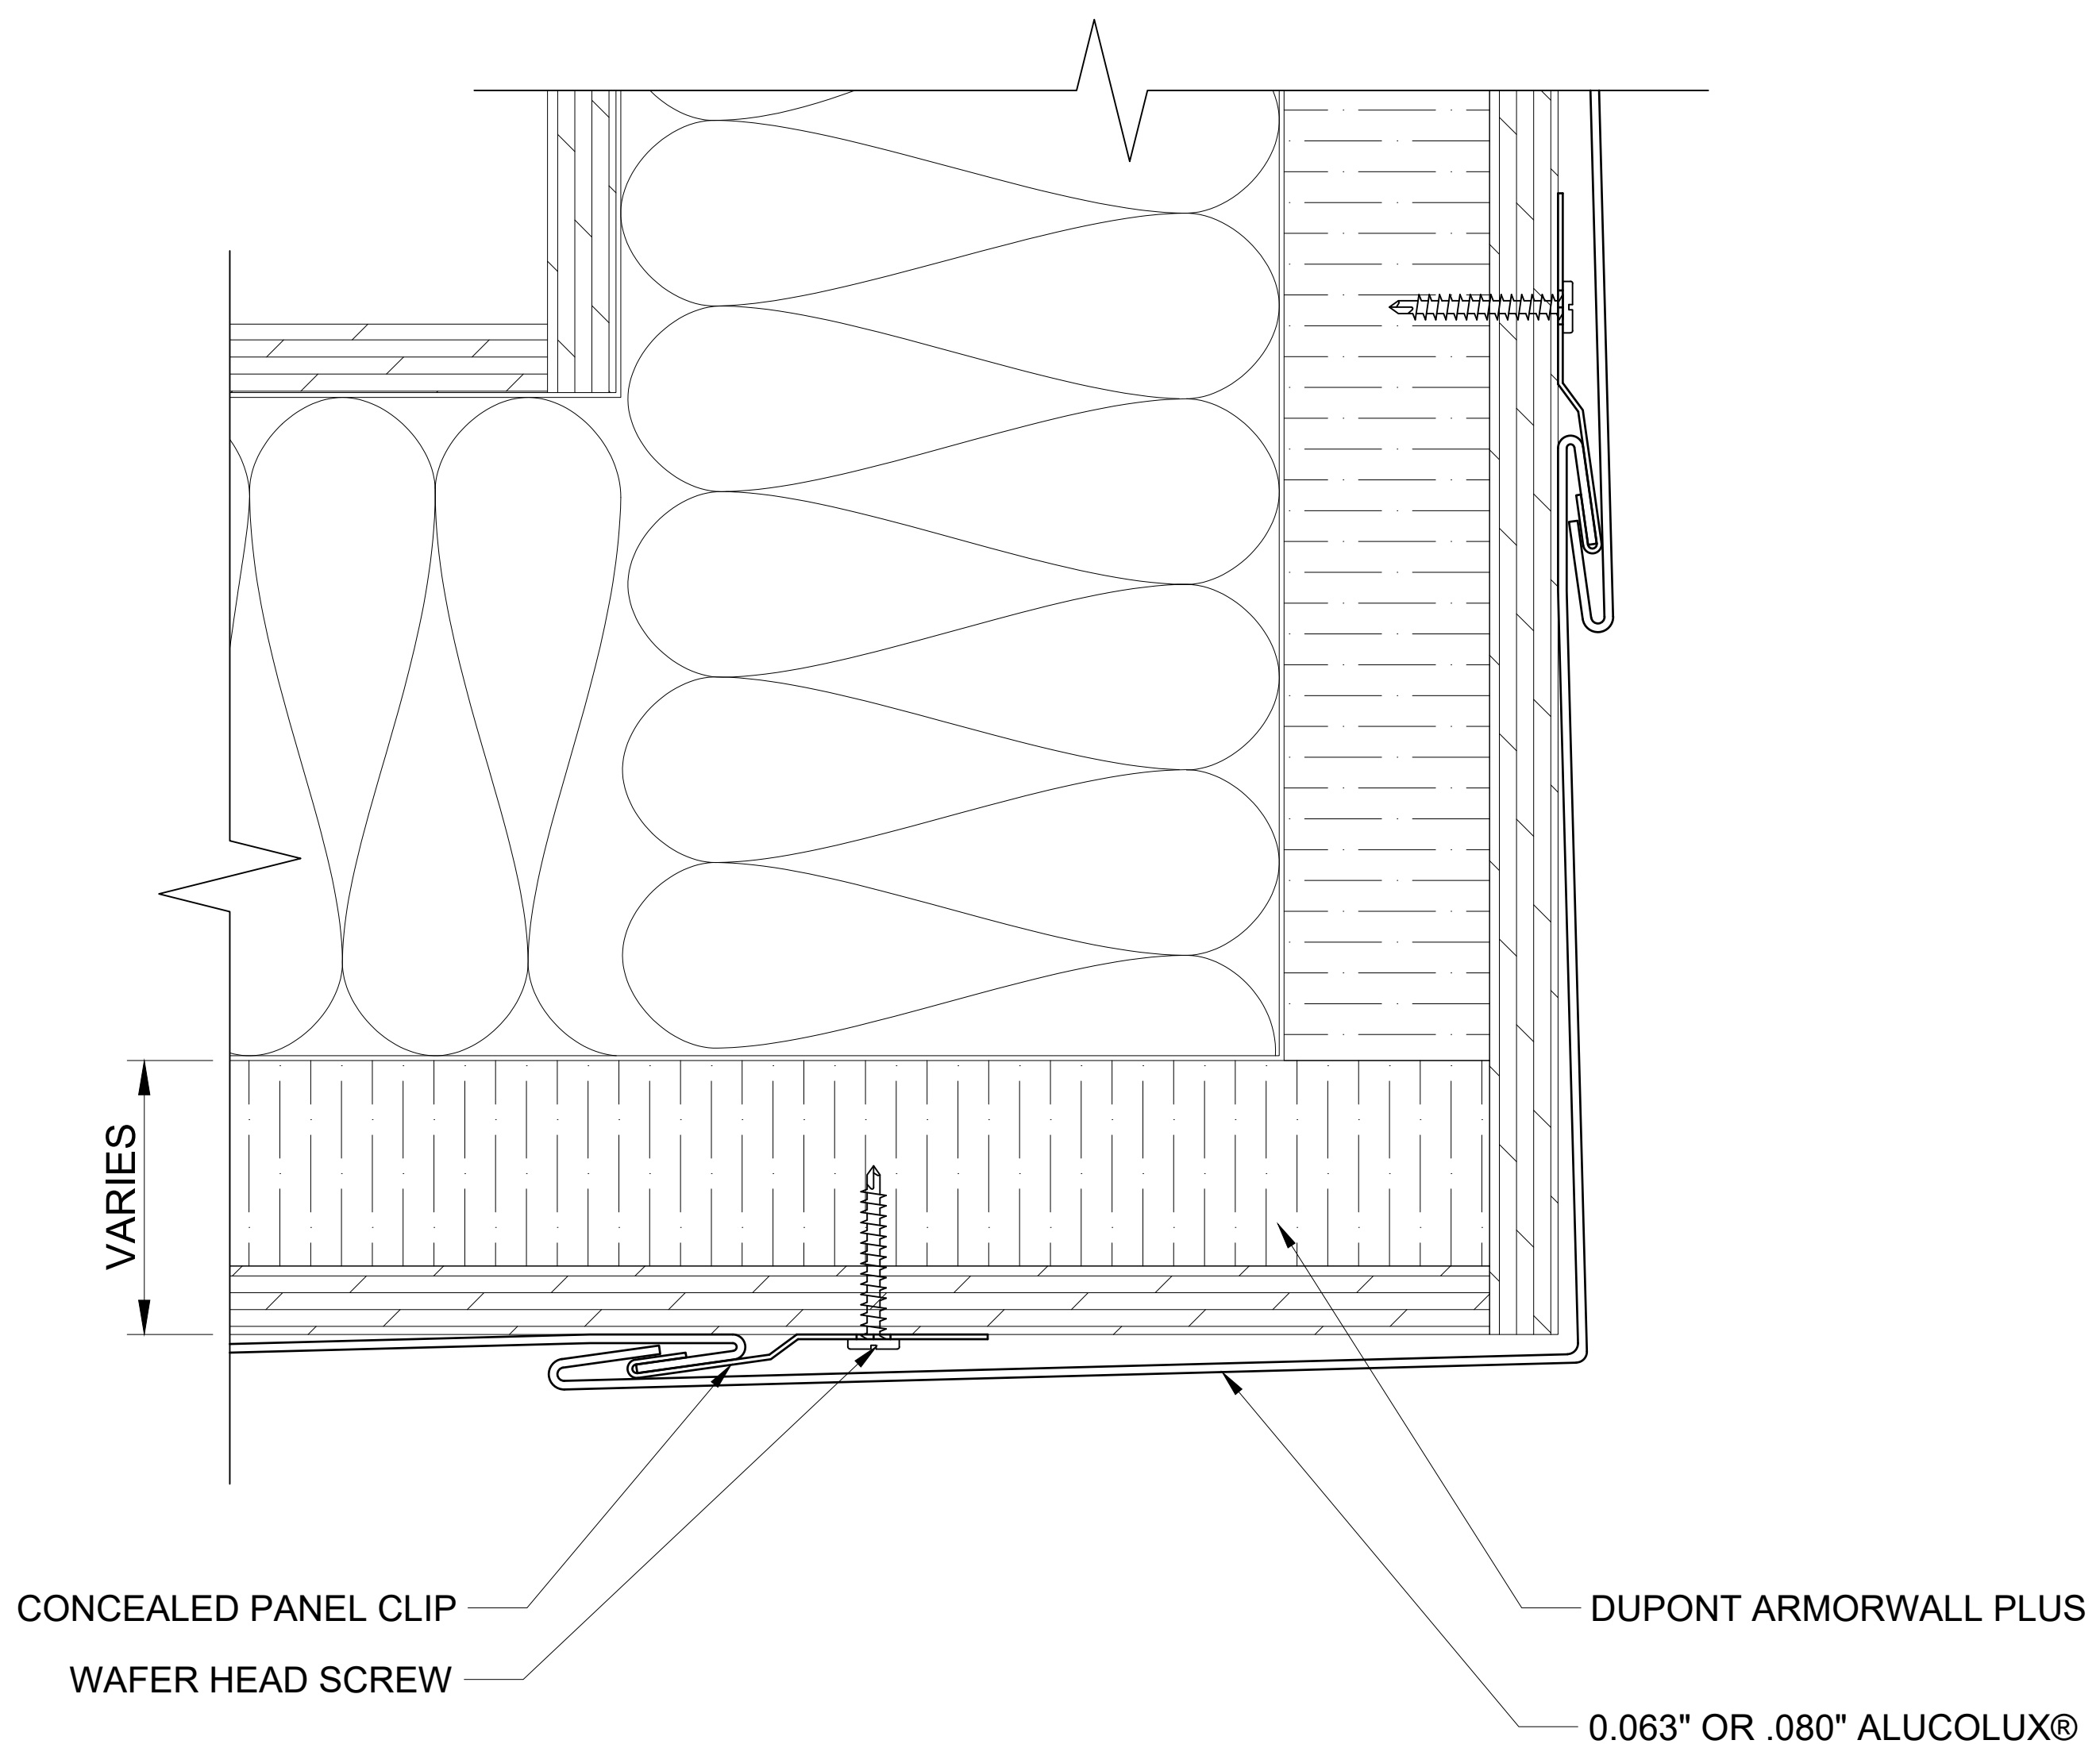 VARIES
CONCEALED PANEL CLIP
DUPONT ARMORWALL PLUS
WAFER HEAD SCREW
0.063" OR .080" ALUCOLUX®